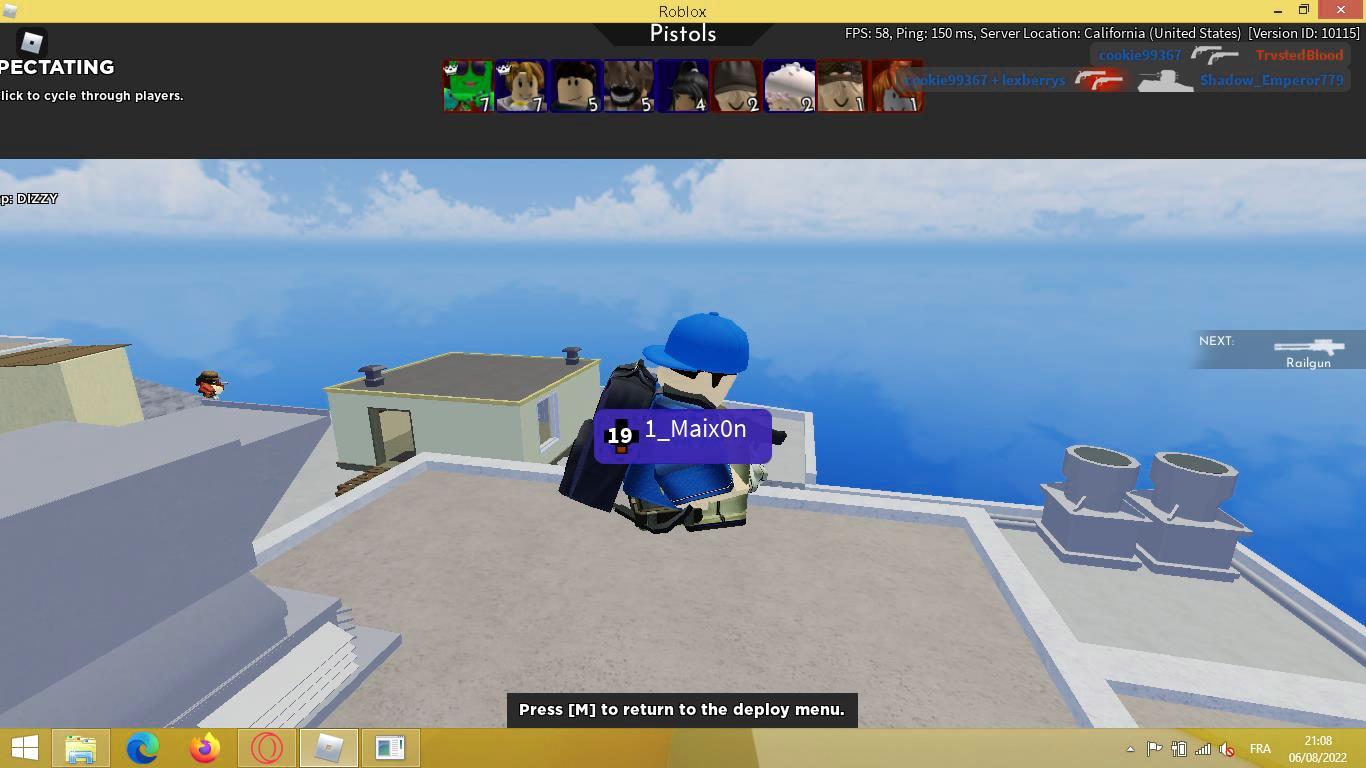 Roblox
PECTATING
lick to cycle through players.
Pistols
7 7 5 5 4 2 2 1 1
FPS: 58, Ping: 150 ms, Server Location: California (United States) [Version ID: 10115]
cookie99367 TrvstedBlood
cookie99367 + lexberrys Shadow_Emperor779
p: DIZZY
NEXT:
Railgun
19 1_Maix0n
Press [M] to return to the deploy menu.
FRA
21:08
06/08/2022